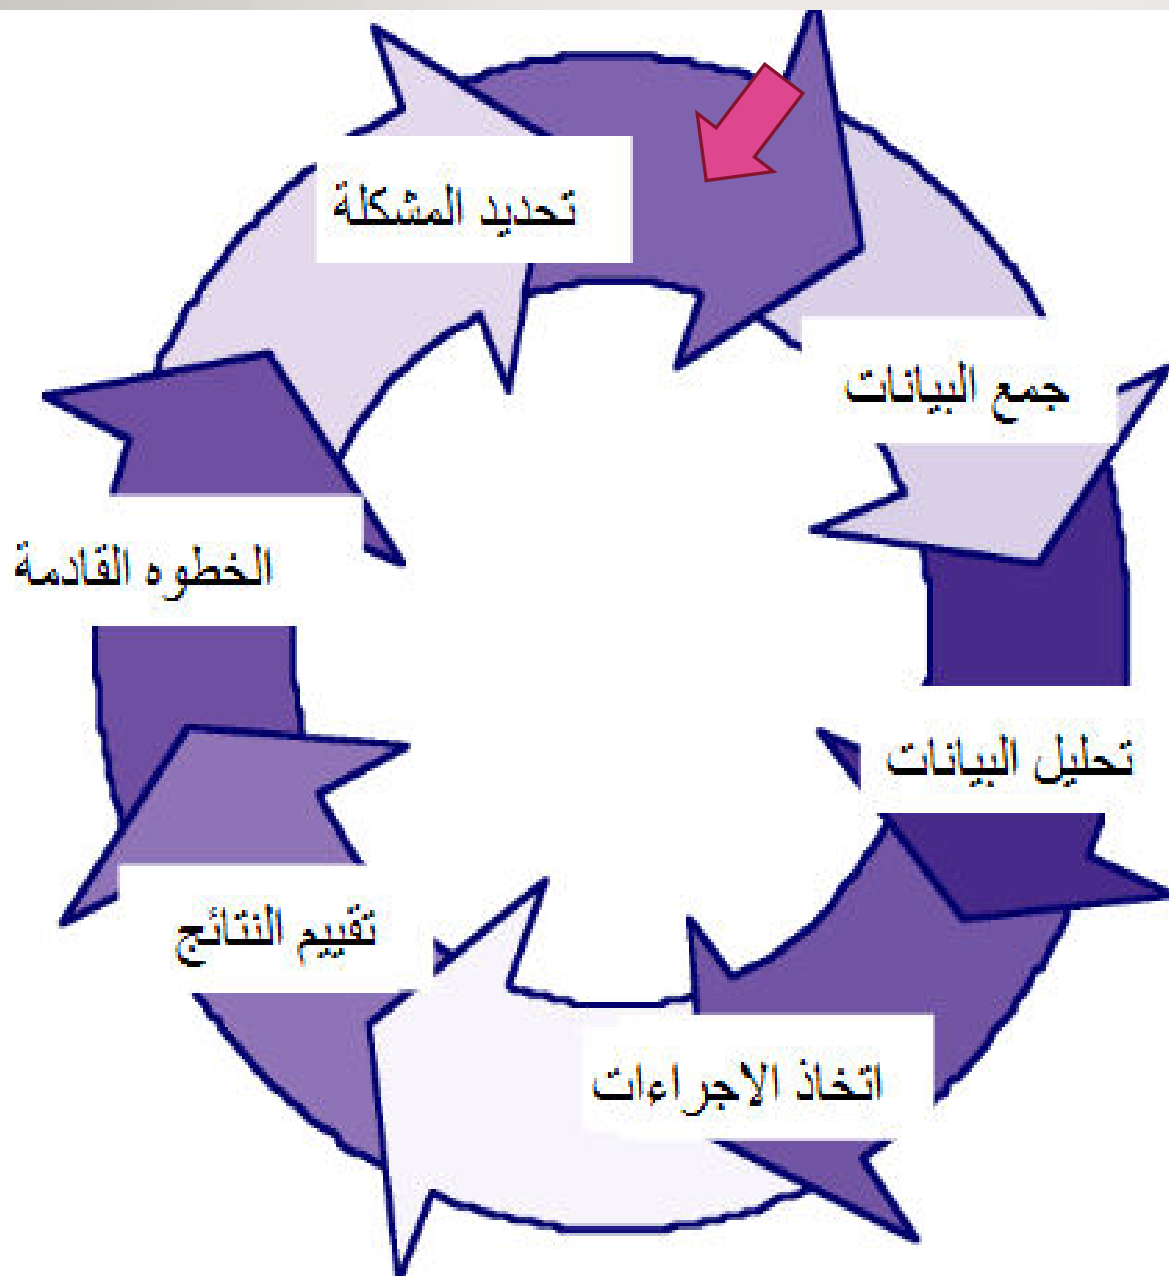 تحديد المشكلة
جمع البيانات
تحليل البيانات
اتخاذ الاجراءات
تقييم النتائج
الخطوه القادمة